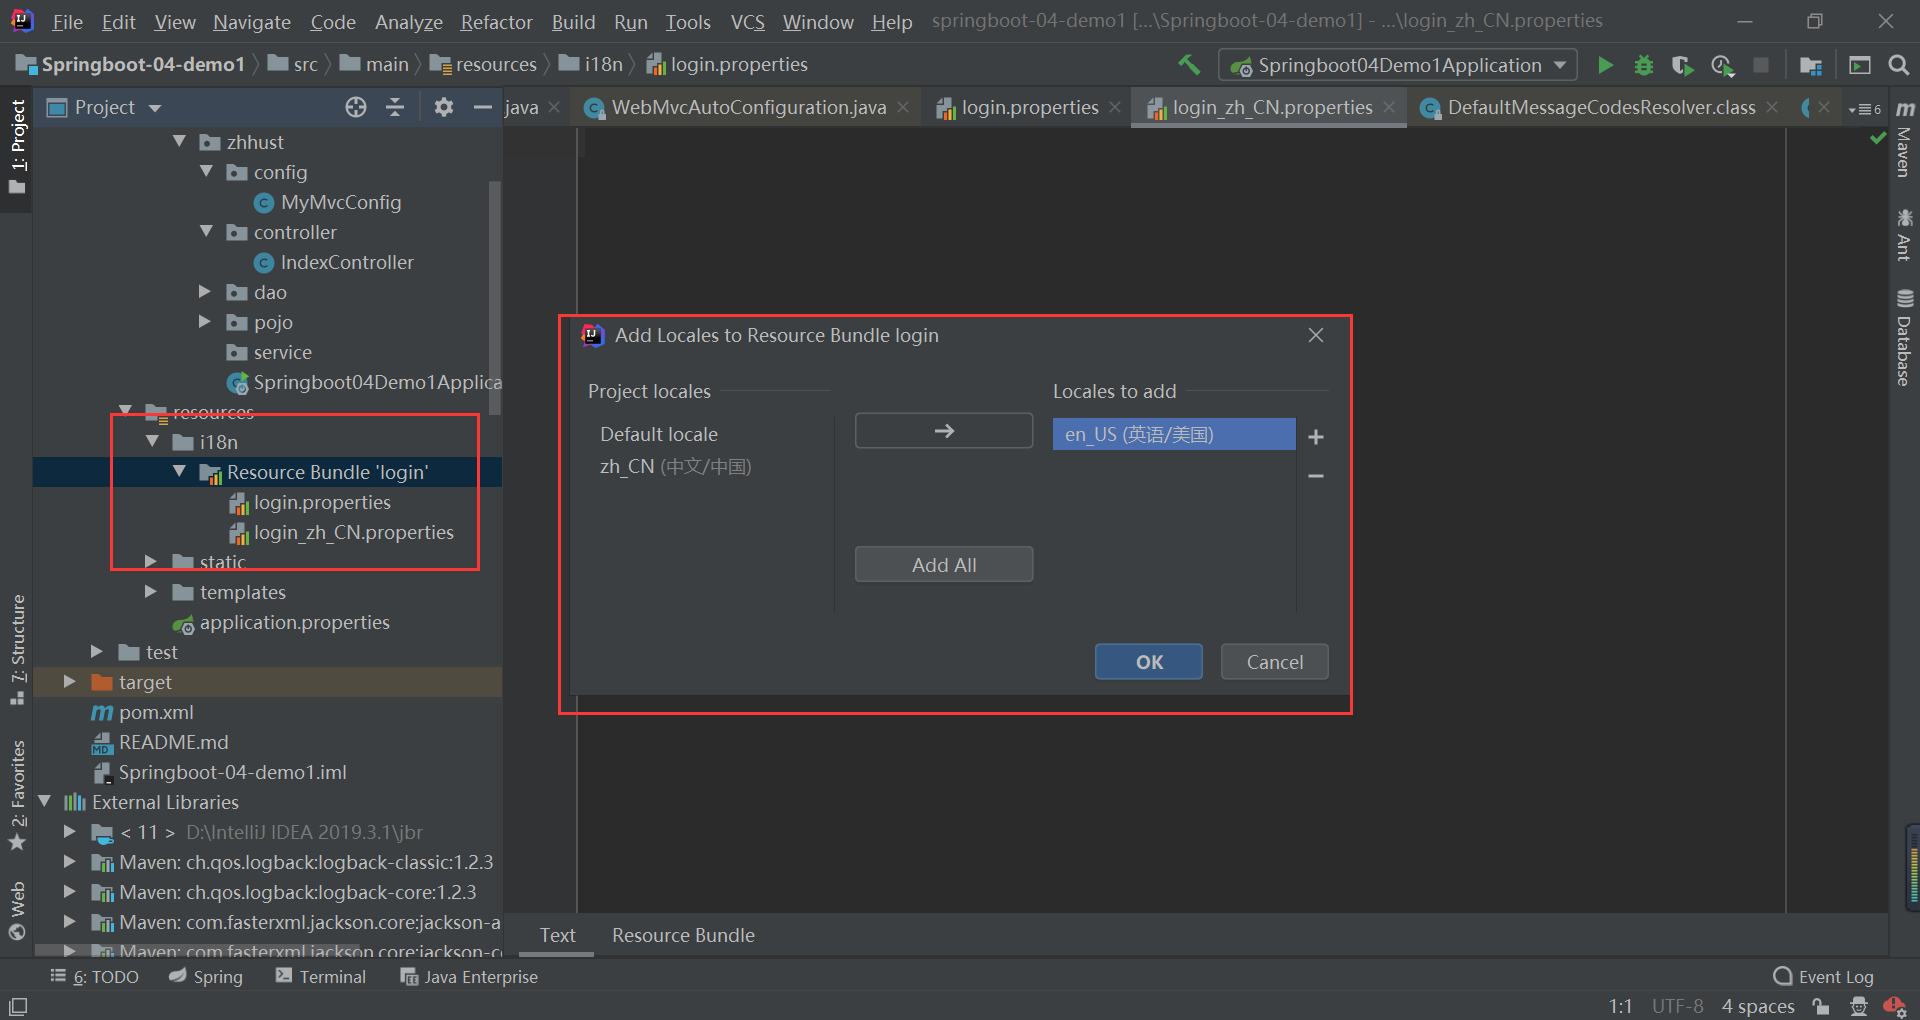 File Edit View Navigate Code Analyze Refactor Build Run Tools VCS Window Help springboot-04-demo1 [...\Springboot-04-demo1] - ...\login_zh_CN.properties
Springboot-04-demo1 src main resources i18n login.properties Springboot04Demo1Application
Project java WebMvcAutoConfiguration.java login.properties login_zh_CN.properties DefaultMessageCodesResolver.class 6
1: Project
7: Structure
2: Favorites
Web
zhhust
config
MyMvcConfig
controller
IndexController
dao
pojo
service
Springboot04Demo1Applica
resources
i18n
Resource Bundle 'login'
login.properties
login_zh_CN.properties
static
templates
application.properties
test
target
pom.xml
README.md
Springboot-04-demo1.iml
External Libraries
< 11 > D:\IntelliJ IDEA 2019.3.1\jbr
Maven: ch.qos.logback:logback-classic:1.2.3
Maven: ch.qos.logback:logback-core:1.2.3
Maven: com.fasterxml.jackson.core:jackson-a
Maven: com.fasterxml.jackson.core:jackson-c
Add Locales to Resource Bundle login
Project locales
Default locale
zh_CN (中文/中国)
Add All
Locales to add
en_US (英语/美国)
OK Cancel
Maven
Ant
Database
Text Resource Bundle
6: TODO Spring Terminal Java Enterprise Event Log
1:1 UTF-8 4 spaces